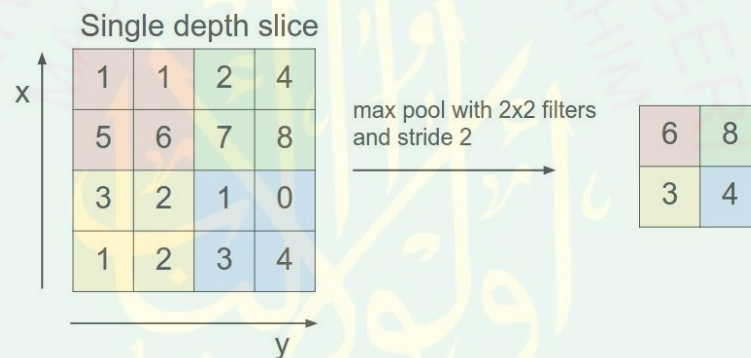 Single depth slice
x
1 1 2 4
5 6 7 8
3 2 1 0
1 2 3 4
y
max pool with 2x2 filters
and stride 2
6 8
3 4